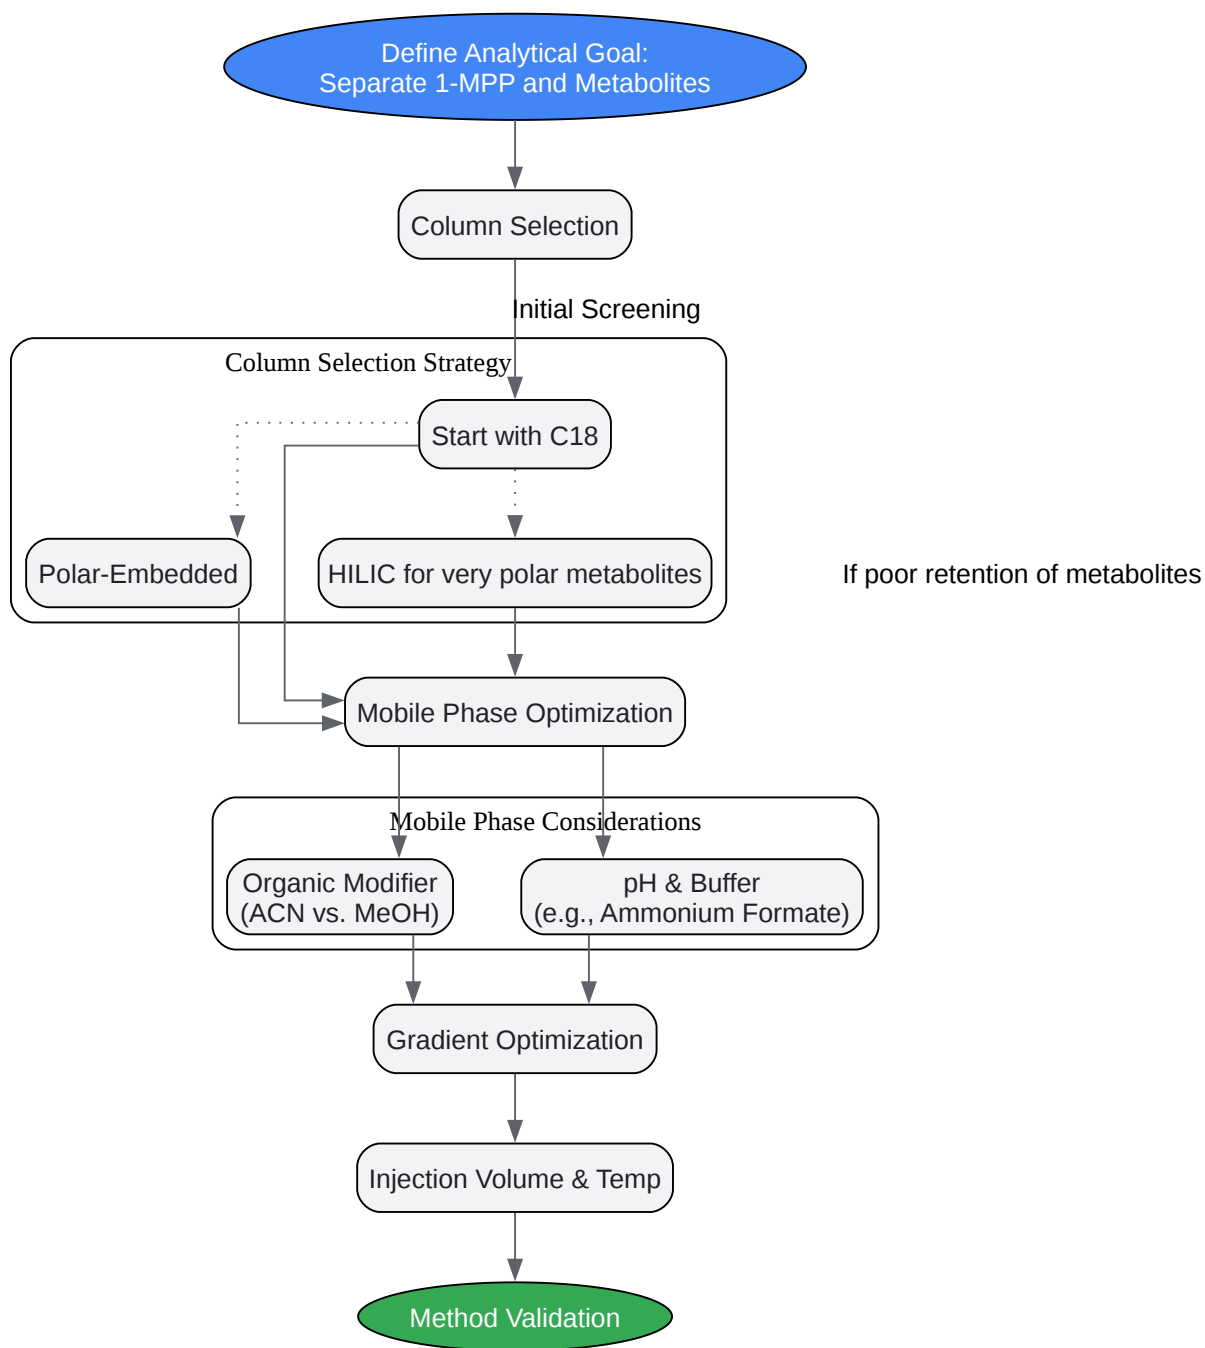 Define Analytical Goal:
Separate 1-MPP and Metabolites
Column Selection
Initial Screening
Column Selection Strategy
Start with C18
Polar-Embedded
HILIC for very polar metabolites
If poor retention of metabolites
Mobile Phase Optimization
Mobile Phase Considerations
Organic Modifier
(ACN vs. MeOH)
pH & Buffer
(e.g., Ammonium Formate)
Gradient Optimization
Injection Volume & Temp
Method Validation